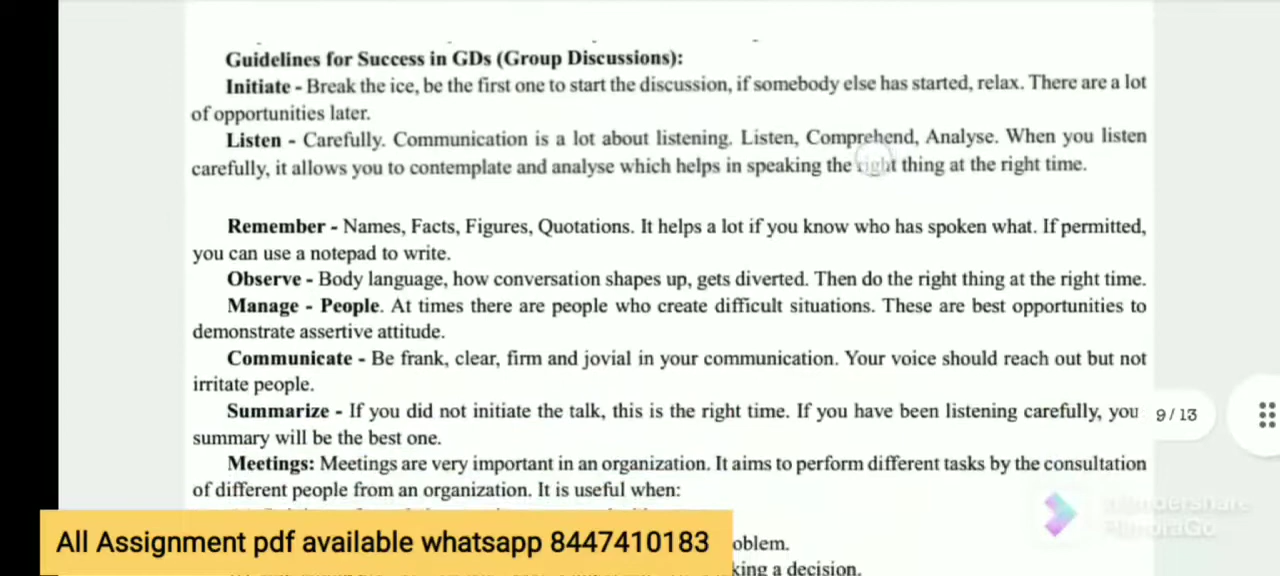 Guidelines for Success in GDs (Group Discussions):
Initiate - Break the ice, be the first one to start the discussion, if somebody else has started, relax. There are a lot
of opportunities later.
Listen - Carefully. Communication is a lot about listening. Listen, Comprehend, Analyse. When you listen
carefully, it allows you to contemplate and analyse which helps in speaking the right thing at the right time.
Remember - Names, Facts, Figures, Quotations. It helps a lot if you know who has spoken what. If permitted,
you can use a notepad to write.
Observe - Body language, how conversation shapes up, gets diverted. Then do the right thing at the right time.
Manage - People. At times there are people who create difficult situations. These are best opportunities to
demonstrate assertive attitude.
Communicate - Be frank, clear, firm and jovial in your communication. Your voice should reach out but not
irritate people.
Summarize - If you did not initiate the talk, this is the right time. If you have been listening carefully, you
9 / 13
summary will be the best one.
Meetings: Meetings are very important in an organization. It aims to perform different tasks by the consultation
of different people from an organization. It is useful when:
Wondershare
FilmoraGo
All Assignment pdf available whatsapp 8447410183
oblem.
king a decision.